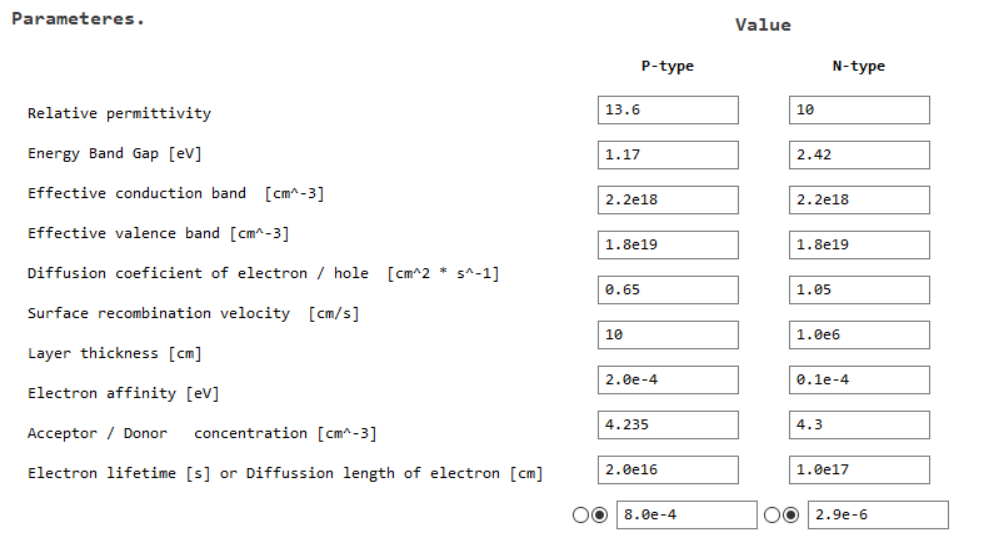 Parameteres.
Value
P-type N-type
Relative permittivity 13.6 10
Energy Band Gap [eV] 1.17 2.42
Effective conduction band [cm^-3] 2.2e18 2.2e18
Effective valence band [cm^-3] 1.8e19 1.8e19
Diffusion coeficient of electron / hole [cm^2 * s^-1] 0.65 1.05
Surface recombination velocity [cm/s] 10 1.0e6
Layer thickness [cm] 2.0e-4 0.1e-4
Electron affinity [eV] 4.235 4.3
Acceptor / Donor concentration [cm^-3] 2.0e16 1.0e17
Electron lifetime [s] or Diffussion length of electron [cm] 8.0e-4 2.9e-6